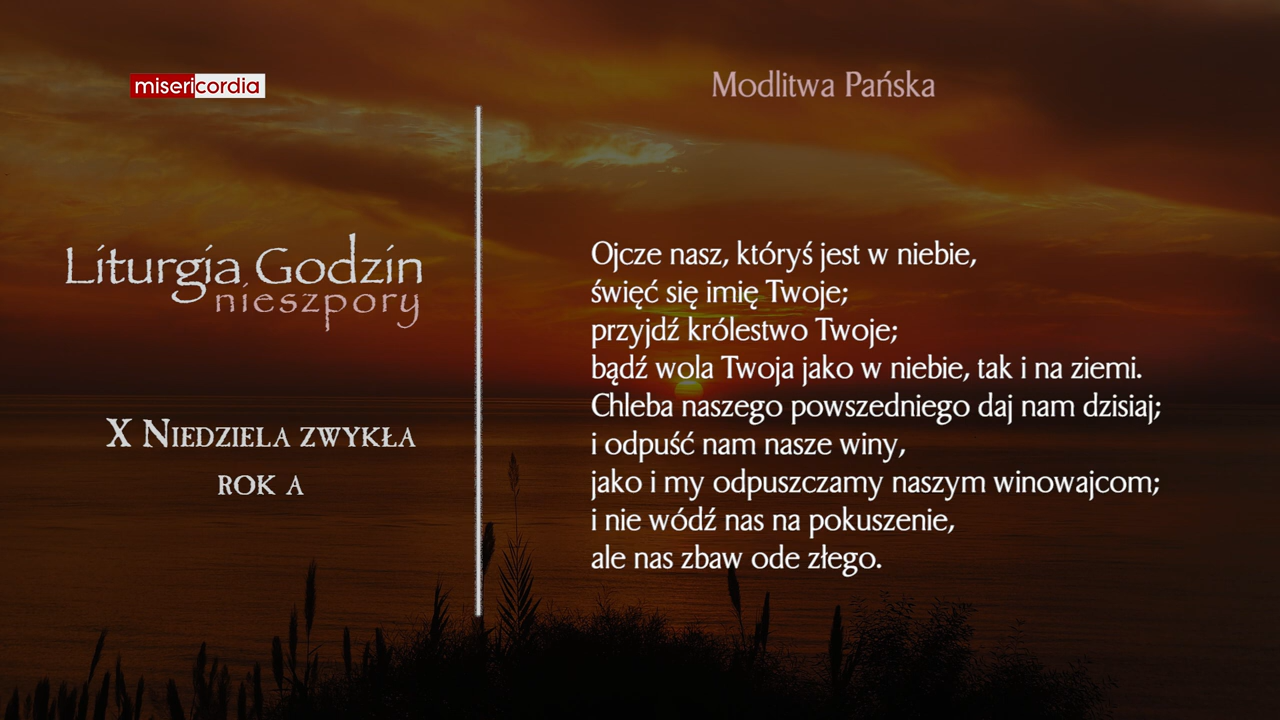 misericordia
Modlitwa Pańska
Liturgia Godzin
nieszpory
X Niedziela zwykła
rok A
Ojcze nasz, któryś jest w niebie,
święć się imię Twoje;
przyjdź królestwo Twoje;
bądź wola Twoja jako w niebie, tak i na ziemi.
Chleba naszego powszedniego daj nam dzisiaj;
i odpuść nam nasze winy,
jako i my odpuszczamy naszym winowajcom;
i nie wódź nas na pokuszenie,
ale nas zbaw ode złego.